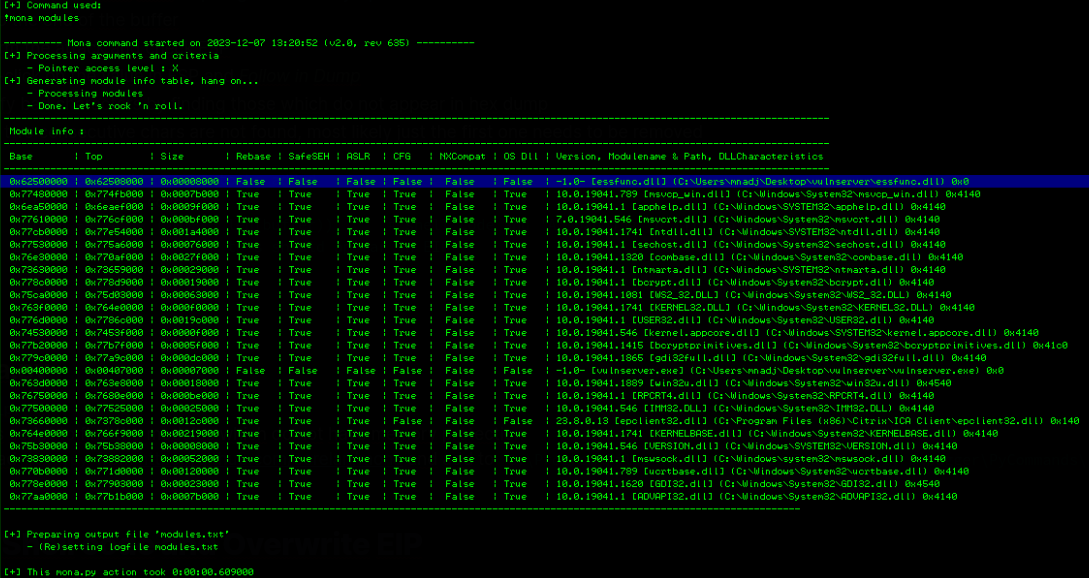 [+] Command used:
!mona modules
---------- Mona command started on 2023-12-07 13:20:52 (v2.0, rev 635) ----------
[+] Processing arguments and criteria
- Pointer access level : X
[+] Generating module info table, hang on...
- Processing modules
- Done. Let's rock 'n roll.
Module info :
Base | Top | Size | Rebase | SafeSEH | ASLR | CFG | NXCompat | OS Dll | Version, Modulename & Path, DLLCharacteristics
0x62500000 | 0x62508000 | 0x00008000 | False | False | False | False | False | False | -1.0- [essfunc.dll] (C:\Users\mnadj\Desktop\vulnserver\essfunc.dll) 0x0
0x77480000 | 0x774fb000 | 0x0007b000 | True | True | True | True | False | True | 10.0.19041.789 [msvcp_win.dll] (C:\Windows\System32\msvcp_win.dll) 0x4140
0x6ea50000 | 0x6eaef000 | 0x0009f000 | True | True | True | True | False | True | 10.0.19041.1 [apphelp.dll] (C:\Windows\SYSTEM32\apphelp.dll) 0x4140
0x77610000 | 0x776cf000 | 0x000bf000 | True | True | True | True | False | True | 7.0.19041.546 [msvcrt.dll] (C:\Windows\System32\msvcrt.dll) 0x4140
0x77cb0000 | 0x77e54000 | 0x001a4000 | True | True | True | True | False | True | 10.0.19041.1741 [ntdll.dll] (C:\Windows\SYSTEM32\ntdll.dll) 0x4140
0x77530000 | 0x775a6000 | 0x00076000 | True | True | True | True | False | True | 10.0.19041.1 [sechost.dll] (C:\Windows\System32\sechost.dll) 0x4140
0x76e30000 | 0x770af000 | 0x0027f000 | True | True | True | True | False | True | 10.0.19041.1320 [combase.dll] (C:\Windows\System32\combase.dll) 0x4140
0x73630000 | 0x73659000 | 0x00029000 | True | True | True | True | False | True | 10.0.19041.1 [ntmarta.dll] (C:\Windows\SYSTEM32\ntmarta.dll) 0x4140
0x778c0000 | 0x778d9000 | 0x00019000 | True | True | True | True | False | True | 10.0.19041.1 [bcrypt.dll] (C:\Windows\System32\bcrypt.dll) 0x4140
0x75ca0000 | 0x75d03000 | 0x00063000 | True | True | True | True | False | True | 10.0.19041.1081 [WS2_32.DLL] (C:\Windows\System32\WS2_32.DLL) 0x4140
0x763f0000 | 0x764e0000 | 0x000f0000 | True | True | True | True | False | True | 10.0.19041.1741 [KERNEL32.DLL] (C:\Windows\System32\KERNEL32.DLL) 0x4140
0x776d0000 | 0x7786c000 | 0x0019c000 | True | True | True | True | False | True | 10.0.19041.1 [USER32.dll] (C:\Windows\System32\USER32.dll) 0x4140
0x74530000 | 0x7453f000 | 0x0000f000 | True | True | True | True | False | True | 10.0.19041.546 [kernel.appcore.dll] (C:\Windows\SYSTEM32\kernel.appcore.dll) 0x4140
0x77b20000 | 0x77b7f000 | 0x0005f000 | True | True | True | True | False | True | 10.0.19041.1415 [bcryptprimitives.dll] (C:\Windows\System32\bcryptprimitives.dll) 0x41c0
0x779c0000 | 0x77a9c000 | 0x000dc000 | True | True | True | True | False | True | 10.0.19041.1865 [gdi32full.dll] (C:\Windows\System32\gdi32full.dll) 0x4140
0x00400000 | 0x00407000 | 0x00007000 | False | False | False | False | False | False | -1.0- [vulnserver.exe] (C:\Users\mnadj\Desktop\vulnserver\vulnserver.exe) 0x0
0x763d0000 | 0x763e8000 | 0x00018000 | True | True | True | True | False | True | 10.0.19041.1889 [win32u.dll] (C:\Windows\System32\win32u.dll) 0x4540
0x76750000 | 0x7680e000 | 0x000be000 | True | True | True | True | False | True | 10.0.19041.1 [RPCRT4.dll] (C:\Windows\System32\RPCRT4.dll) 0x4140
0x77500000 | 0x77525000 | 0x00025000 | True | True | True | True | False | True | 10.0.19041.546 [IMM32.DLL] (C:\Windows\System32\IMM32.DLL) 0x4140
0x73660000 | 0x7378c000 | 0x0012c000 | True | True | True | False | False | False | 23.8.0.13 [epclient32.dll] (C:\Program Files (x86)\Citrix\ICA Client\epclient32.dll) 0x140
0x764e0000 | 0x766f9000 | 0x00219000 | True | True | True | True | False | True | 10.0.19041.1741 [KERNELBASE.dll] (C:\Windows\System32\KERNELBASE.dll) 0x4140
0x75b30000 | 0x75b38000 | 0x00008000 | True | True | True | True | False | True | 10.0.19041.546 [VERSION.dll] (C:\Windows\SYSTEM32\VERSION.dll) 0x4140
0x73830000 | 0x73882000 | 0x00052000 | True | True | True | True | False | True | 10.0.19041.1 [mswsock.dll] (C:\Windows\system32\mswsock.dll) 0x4140
0x770b0000 | 0x771d0000 | 0x00120000 | True | True | True | True | False | True | 10.0.19041.789 [ucrtbase.dll] (C:\Windows\System32\ucrtbase.dll) 0x4140
0x778e0000 | 0x77903000 | 0x00023000 | True | True | True | True | False | True | 10.0.19041.1620 [GDI32.dll] (C:\Windows\System32\GDI32.dll) 0x4540
0x77aa0000 | 0x77b1b000 | 0x0007b000 | True | True | True | True | False | True | 10.0.19041.1 [ADVAPI32.dll] (C:\Windows\System32\ADVAPI32.dll) 0x4140
[+] Preparing output file 'modules.txt'
- (Re)setting logfile modules.txt
[+] This mona.py action took 0:00:00.609000